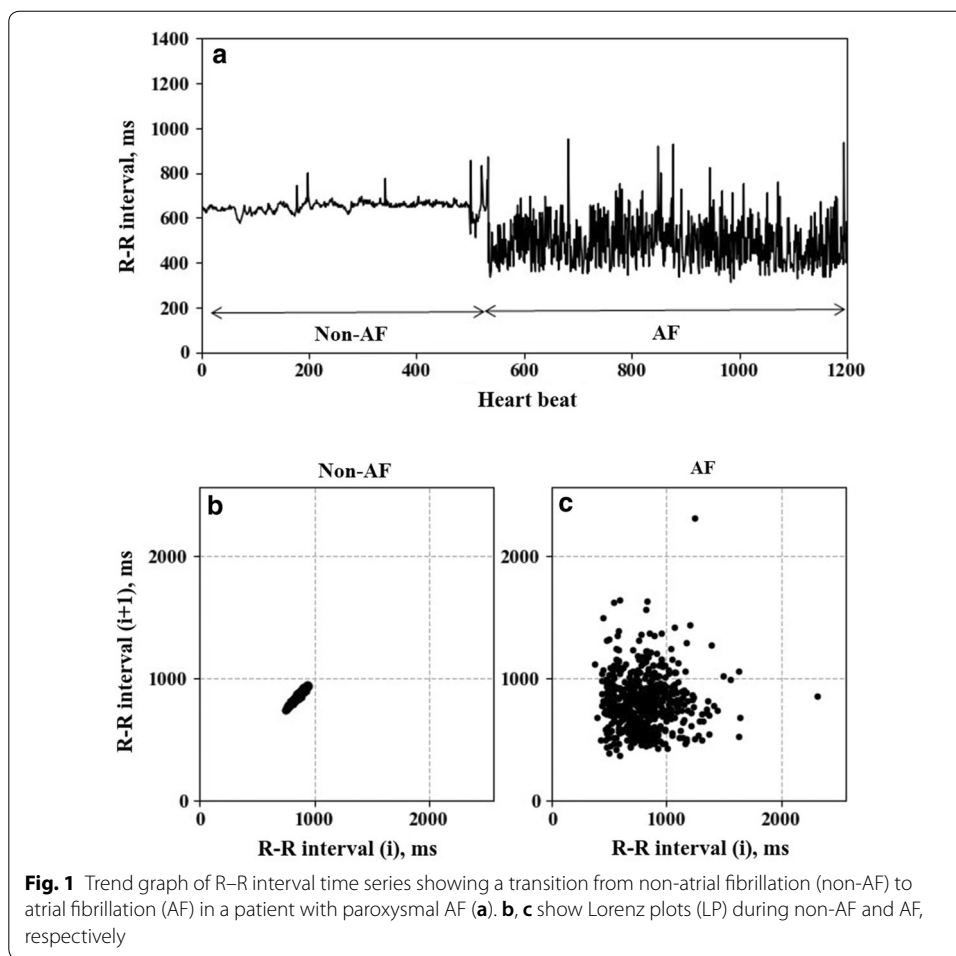 a
1400
1200
1000
800
600
400
200
0
R-R interval, ms
Non-AF
AF
0
200
400
600
800
1000
1200
Heart beat
Non-AF
b
2000
1000
0
R-R interval (i+1), ms
0
1000
2000
R-R interval (i), ms
AF
c
2000
1000
0
0
1000
2000
R-R interval (i), ms
Fig. 1 Trend graph of R–R interval time series showing a transition from non-atrial fibrillation (non-AF) to
atrial fibrillation (AF) in a patient with paroxysmal AF (a). b, c show Lorenz plots (LP) during non-AF and AF,
respectively